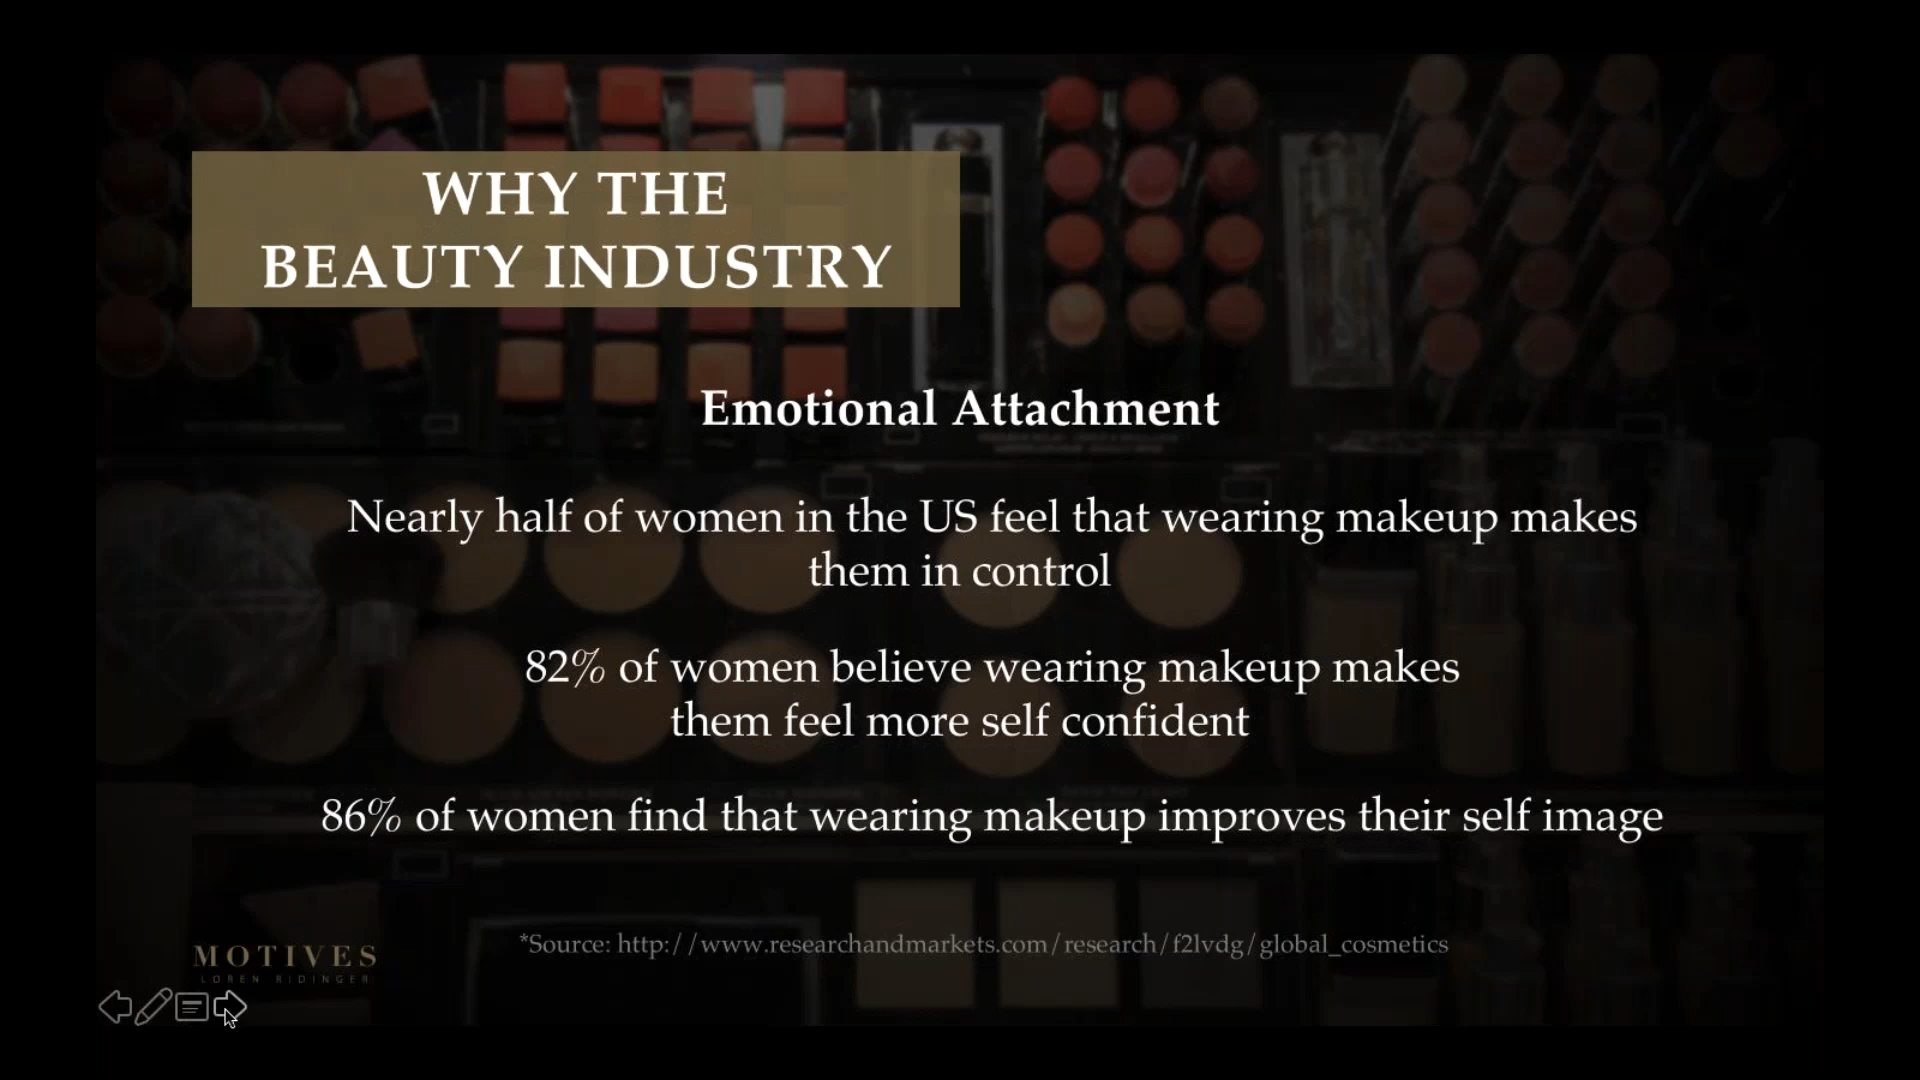 WHY THE
BEAUTY INDUSTRY
Emotional Attachment
Nearly half of women in the US feel that wearing makeup makes
them in control
82% of women believe wearing makeup makes
them feel more self confident
86% of women find that wearing makeup improves their self image
*Source: http://www.researchandmarkets.com/research/f2lvdg/global_cosmetics
MOTIVES
LOREN RIDINGER